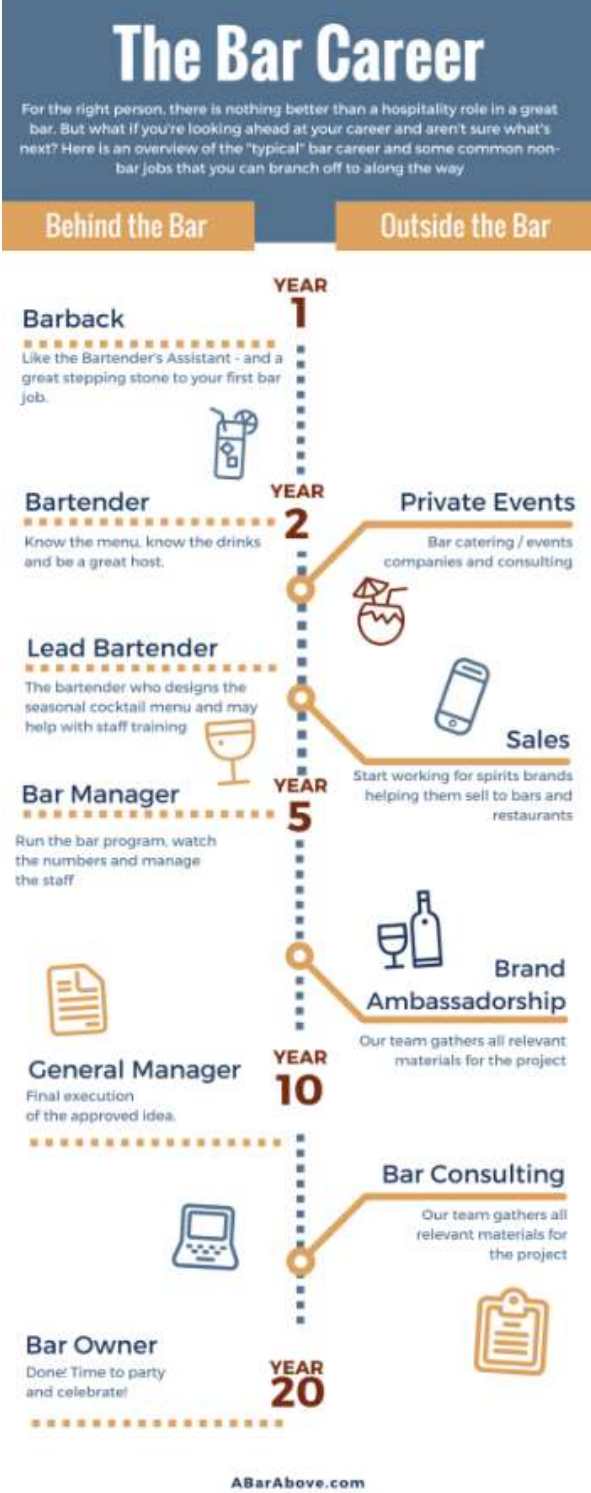 The Bar Career
For the right person, there is nothing better than a hospitality role in a great
bar. But what if you're looking ahead at your career and aren't sure what's
next? Here is an overview of the "typical" bar career and some common non-
bar jobs that you can branch off to along the way
Behind the Bar
Outside the Bar
YEAR
1
Barback
Like the Bartender's Assistant - and a
great stepping stone to your first bar
job.
YEAR
2
Bartender
Know the menu, know the drinks
and be a great host.
Private Events
Bar catering / events
companies and consulting
Lead Bartender
The bartender who designs the
seasonal cocktail menu and may
help with staff training
Sales
Start working for spirits brands
helping them sell to bars and
restaurants
YEAR
5
Bar Manager
Run the bar program, watch
the numbers and manage
the staff
Brand
Ambassadorship
Our team gathers all relevant
materials for the project
YEAR
10
General Manager
Final execution
of the approved idea.
Bar Consulting
Our team gathers all
relevant materials for
the project
Bar Owner
Done! Time to party
and celebrate!
YEAR
20
ABarAbove.com